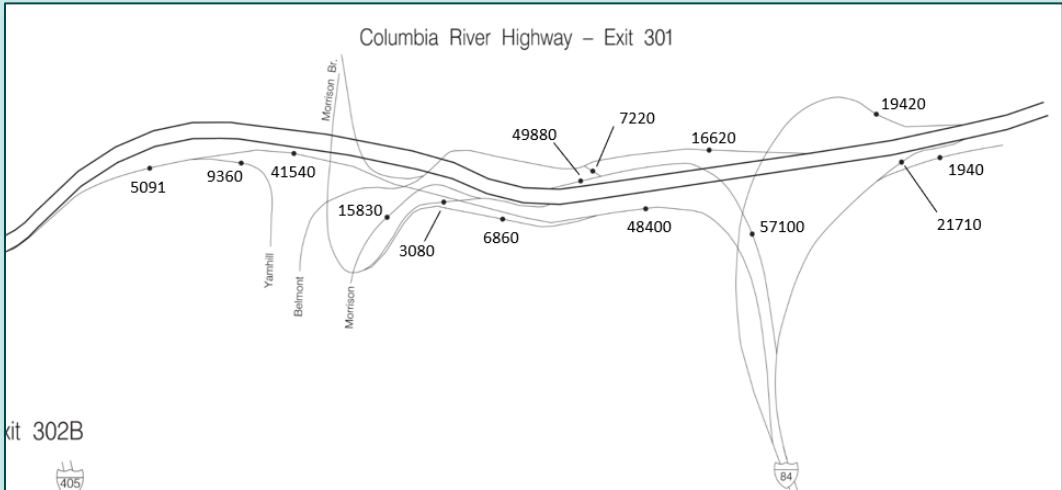 Columbia River Highway – Exit 301
Morrison Br.
19420
7220
49880
16620
5091
9360
41540
15830
3080
6860
48400
57100
1940
21710
Yamhill
Belmont
Morrison
xit 302B
405
84